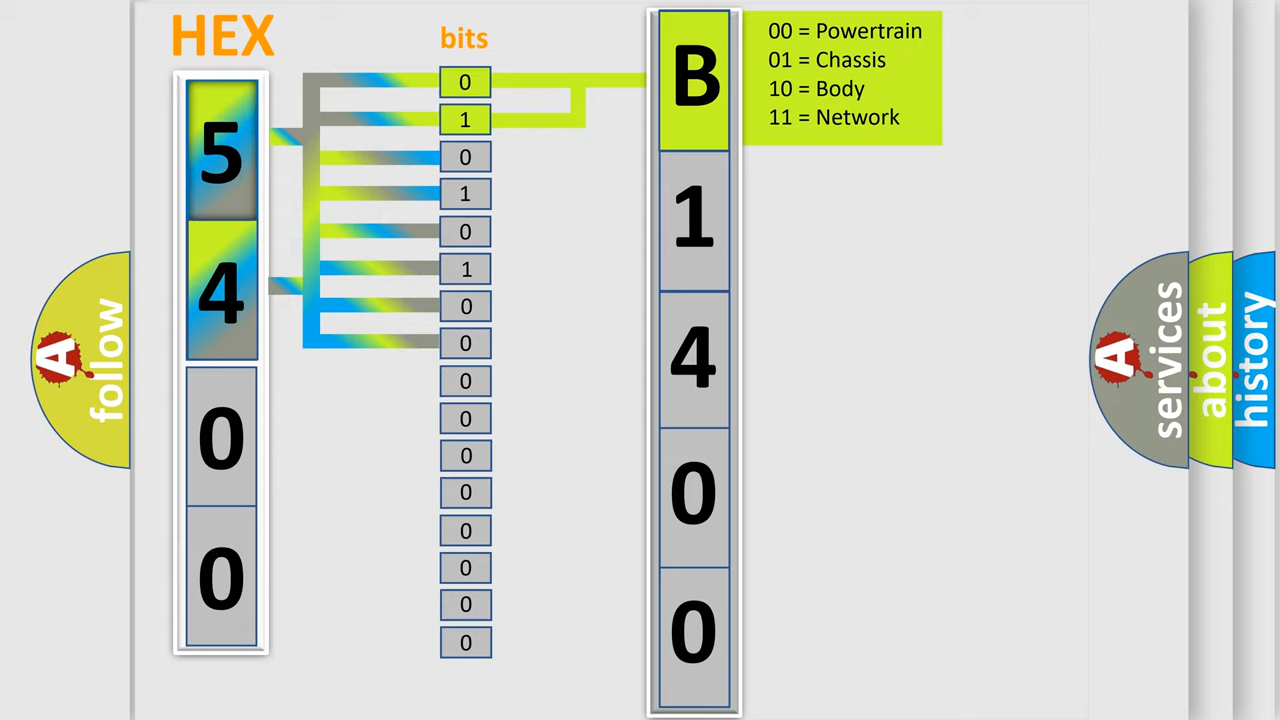 HEX
5
4
0
0
bits
0
1
0
1
0
1
0
0
0
0
0
0
0
0
0
0
B
1
4
0
0
00 = Powertrain
01 = Chassis
10 = Body
11 = Network
A
follow
A
services
about
history